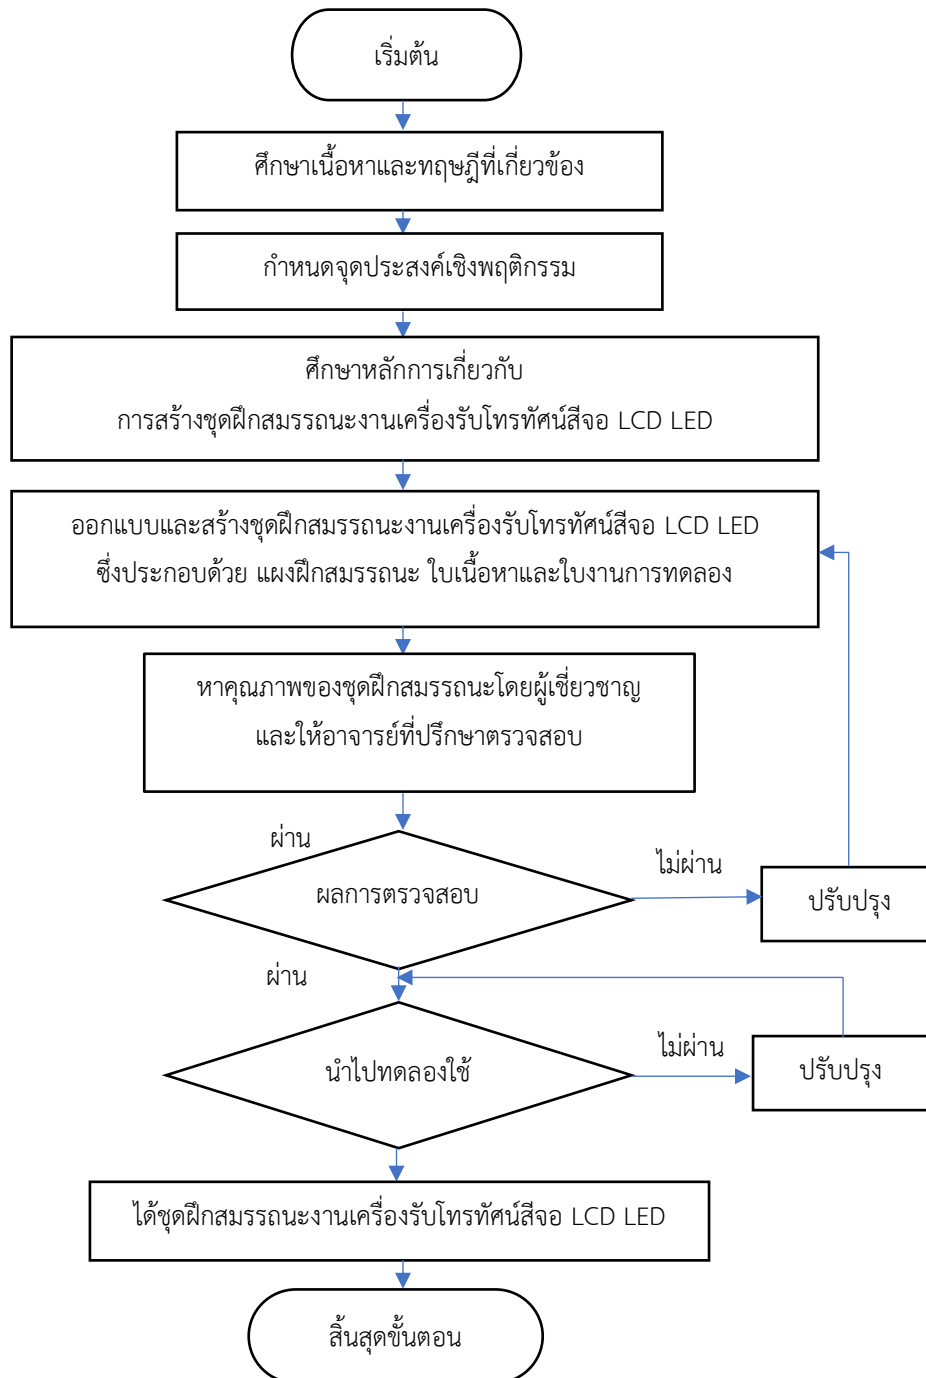 เริ่มต้น
ศึกษาเนื้อหาและทฤษฎีที่เกี่ยวข้อง
กำหนดจุดประสงค์เชิงพฤติกรรม
ศึกษาหลักการเกี่ยวกับ
การสร้างชุดฝึกสมรรถนะงานเครื่องรับโทรทัศน์สีจอ LCD LED
ออกแบบและสร้างชุดฝึกสมรรถนะงานเครื่องรับโทรทัศน์สีจอ LCD LED
ซึ่งประกอบด้วย แผงฝึกสมรรถนะ ใบเนื้อหาและใบงานการทดลอง
หาคุณภาพของชุดฝึกสมรรถนะโดยผู้เชี่ยวชาญ
และให้อาจารย์ที่ปรึกษาตรวจสอบ
ผ่าน
ไม่ผ่าน
ผลการตรวจสอบ
ปรับปรุง
ผ่าน
ไม่ผ่าน
นำไปทดลองใช้
ปรับปรุง
ได้ชุดฝึกสมรรถนะงานเครื่องรับโทรทัศน์สีจอ LCD LED
สิ้นสุดขั้นตอน